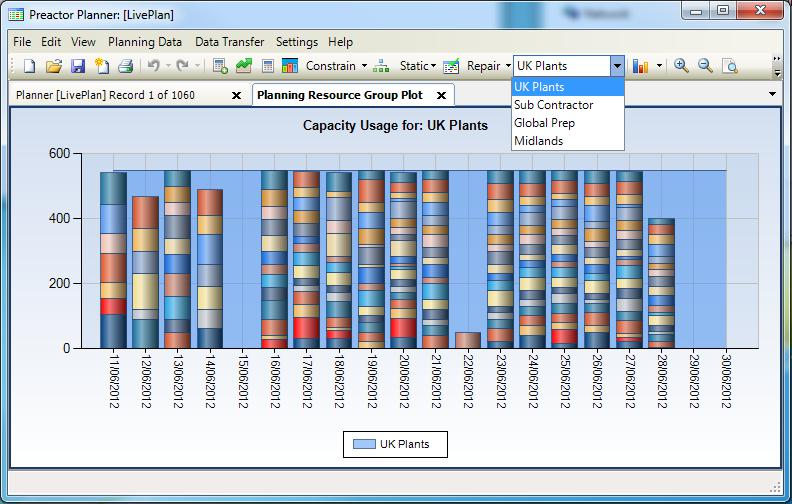 Preactor Planner: [LivePlan]
File Edit View Planning Data Data Transfer Settings Help
Constrain Static Repair UK Plants
UK Plants
Sub Contractor
Global Prep
Midlands
Planner [LivePlan] Record 1 of 1060 Planning Resource Group Plot
Capacity Usage for: UK Plants
600
400
200
0
11/06/2012
12/06/2012
13/06/2012
14/06/2012
15/06/2012
16/06/2012
17/06/2012
18/06/2012
19/06/2012
20/06/2012
21/06/2012
22/06/2012
23/06/2012
24/06/2012
25/06/2012
26/06/2012
27/06/2012
28/06/2012
29/06/2012
30/06/2012
UK Plants